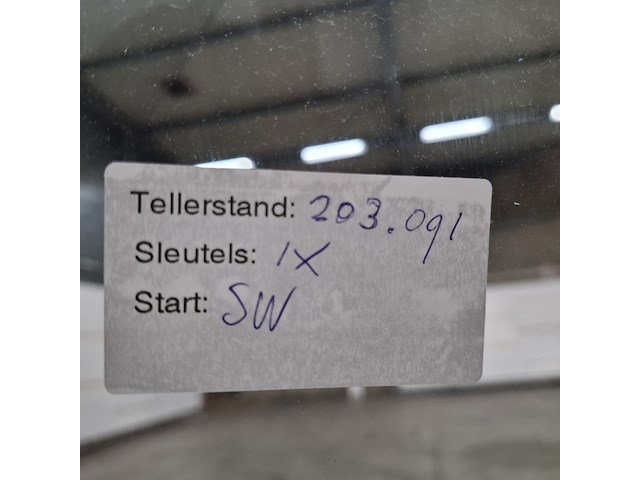 Tellerstand: 203.091
Sleutels: 1X
Start: SW